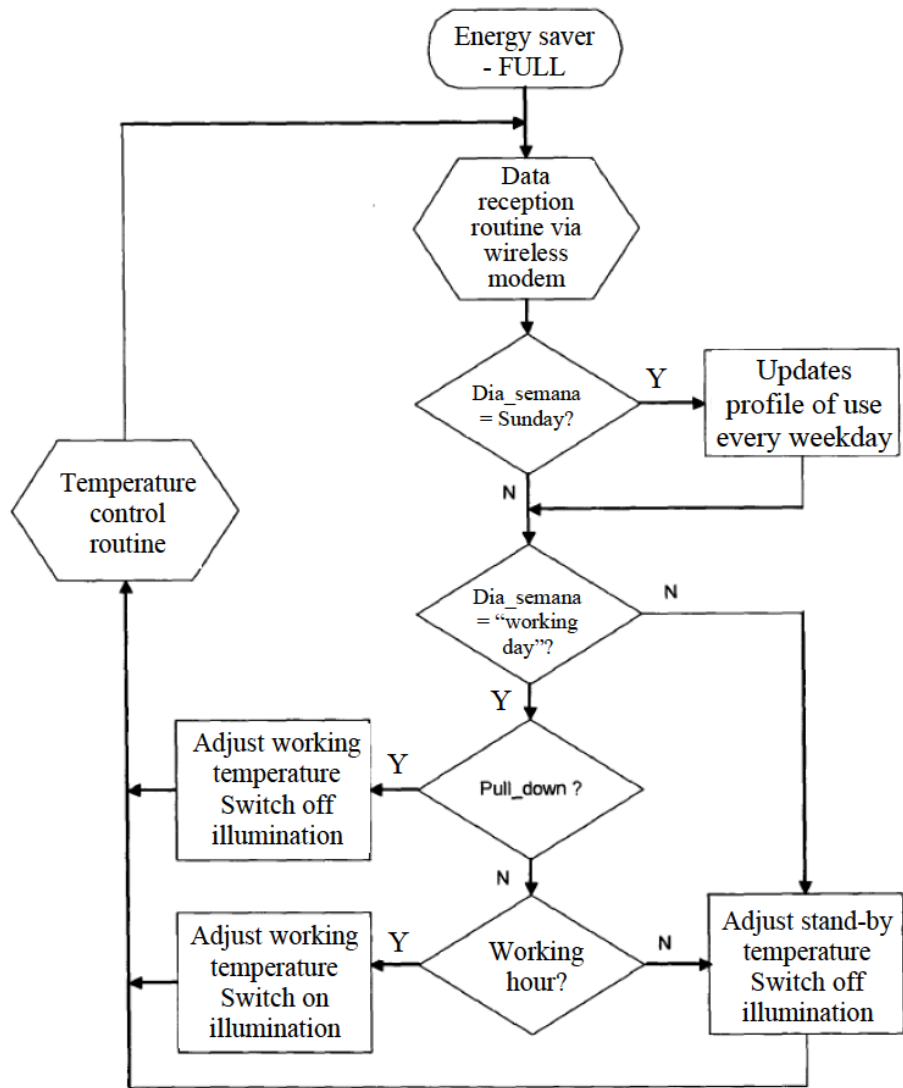 Energy saver
- FULL
Data
reception
routine via
wireless
modem
Dia_semana
= Sunday?
Y
Updates
profile of use
every weekday
N
Temperature
control
routine
Dia_semana
= “working
day”?
N
Y
Adjust working
temperature
Switch off
illumination
Y
Pull_down ?
N
Adjust working
temperature
Switch on
illumination
Y
Working
hour?
N
Adjust stand-by
temperature
Switch off
illumination